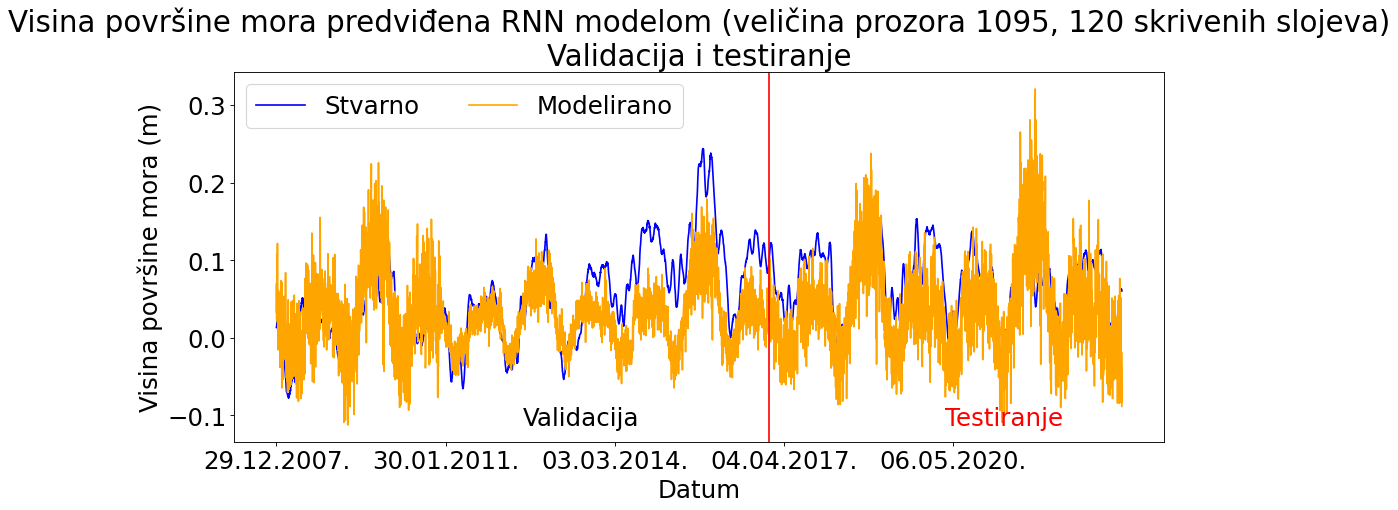 Visina površine mora predviđena RNN modelom (veličina prozora 1095, 120 skrivenih slojeva)
Validacija i testiranje
Stvarno
Modelirano
Visina površine mora (m)
0.3
0.2
0.1
0.0
−0.1
Validacija
Testiranje
29.12.2007.
30.01.2011.
03.03.2014.
04.04.2017.
06.05.2020.
Datum